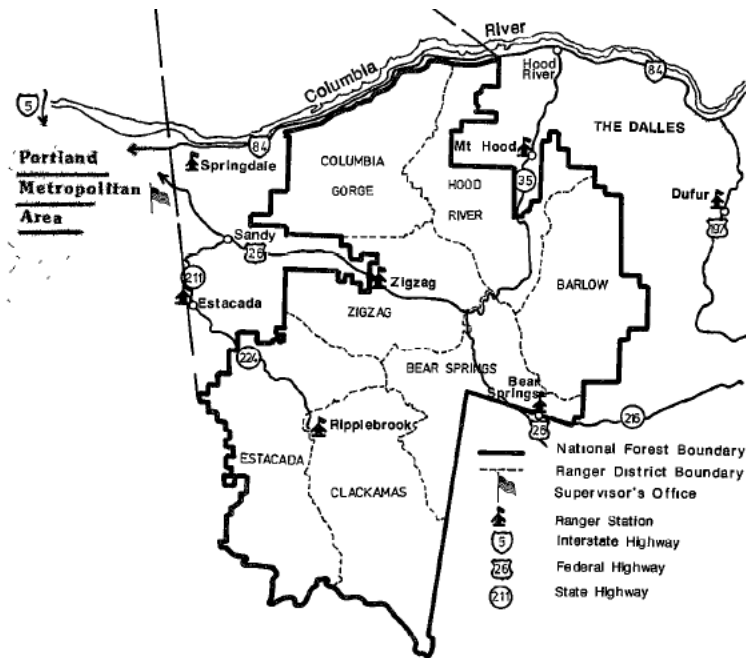 River
Columbia
Hood
River
84
5
84
THE DALLES
Mt Hood
Portland
Springdale
COLUMBIA
GORGE
35
HOOD
RIVER
Metropolitan
Dufur
Area
197
Sandy
26
211
Zigzag
Estacada
ZIGZAG
BARLOW
224
BEAR SPRINGS
Bear
Springs
26
216
Ripplebrook
ESTACADA
CLACKAMAS
National Forest Boundary
Ranger District Boundary
Supervisor's Office
Ranger Station
5 Interstate Highway
26 Federal Highway
211 State Highway